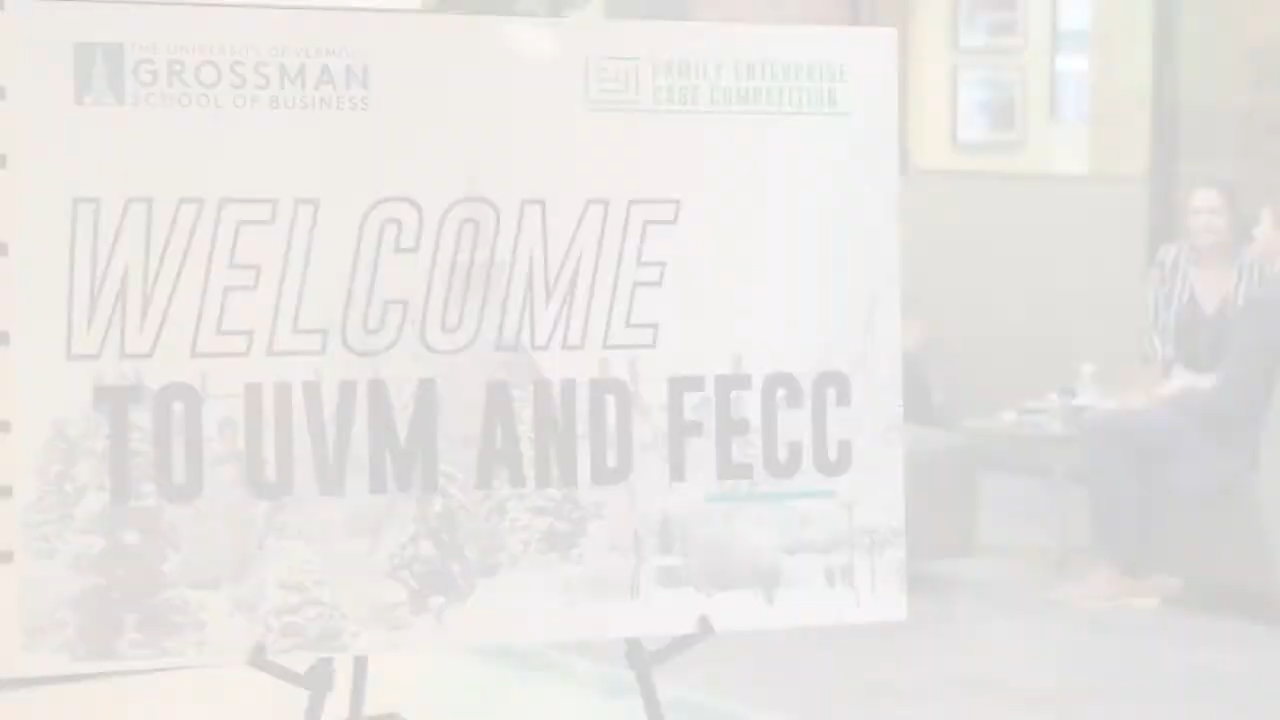 THE UNIVERSITY OF VERMONT
GROSSMAN
SCHOOL OF BUSINESS
FAMILY ENTERPRISE
CASE COMPETITION
WELCOME
TO UVM AND FECC